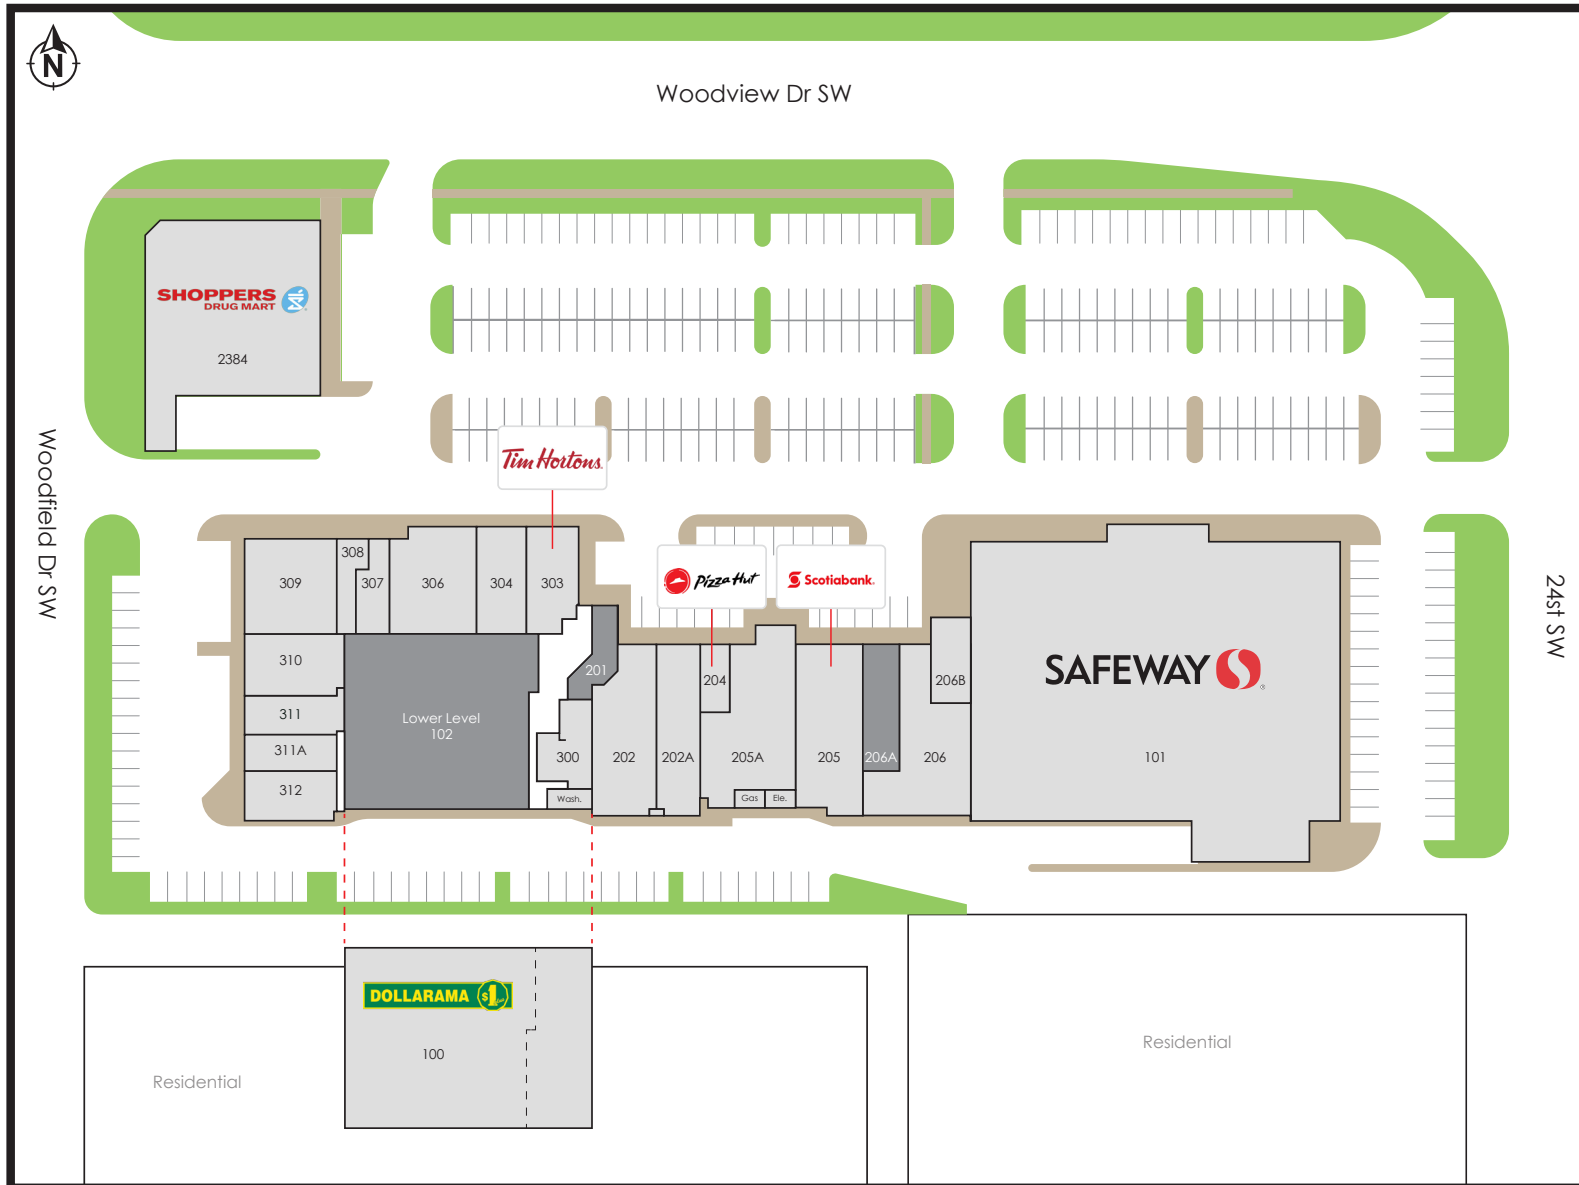 N
Woodview Dr SW
SHOPPERS
DRUG MART
2384
Woodfield Dr SW
24st SW
Tim Hortons.
Pizza Hut
Scotiabank.
309
308
307
306
304
303
310
311
311A
312
Lower Level
102
201
300
Wash.
202
202A
204
205A
Gas
Ele.
205
206A
206
206B
SAFEWAY
101
DOLLARAMA $1
100
Residential
Residential